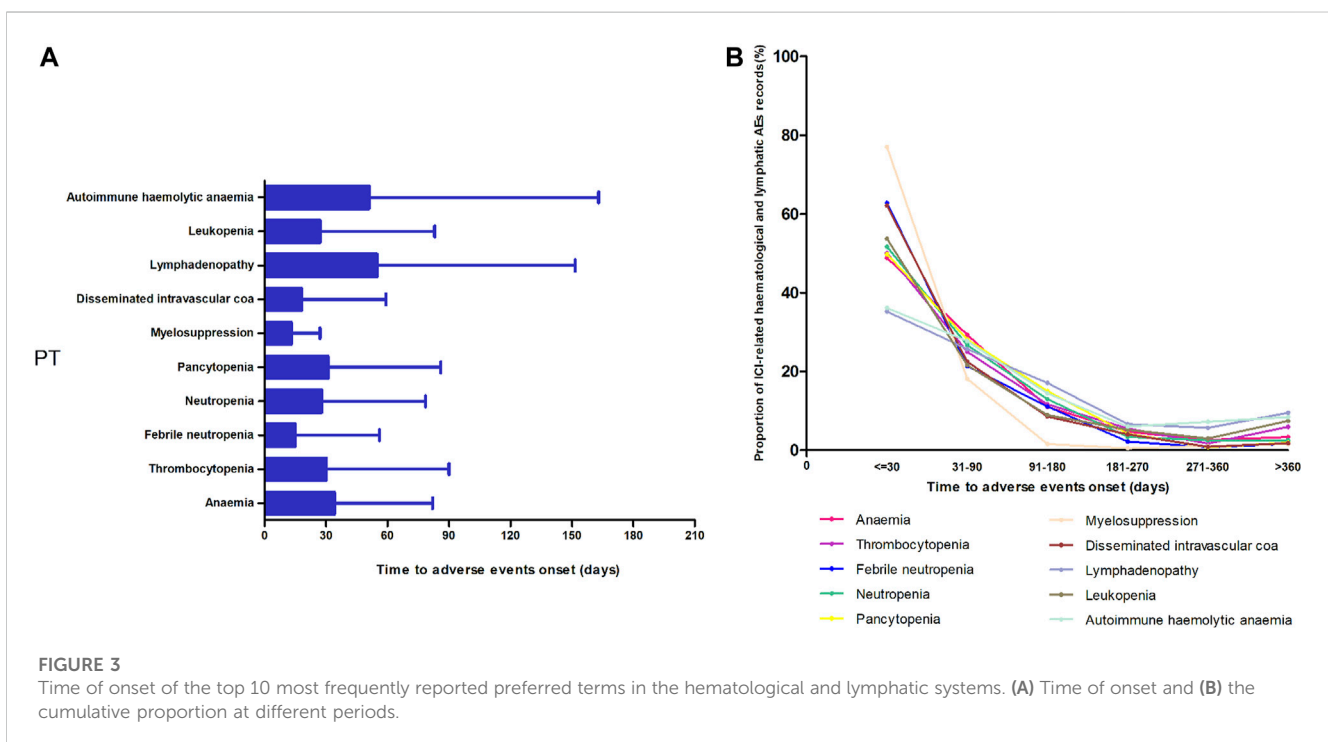 A
Autoimmune haemolytic anaemia
Leukopenia
Lymphadenopathy
Disseminated intravascular coa
Myelosuppression
PT
Pancytopenia
Neutropenia
Febrile neutropenia
Thrombocytopenia
Anaemia
0 30 60 90 120 150 180 210
Time to adverse events onset (days)
B
Proportion of ICI-related haematological and lymphatic AEs records(%)
100
80
60
40
20
0
0 <=30 31-90 91-180 181-270 271-360 >360
Time to adverse events onset (days)
Anaemia
Thrombocytopenia
Febrile neutropenia
Neutropenia
Pancytopenia
Myelosuppression
Disseminated intravascular coa
Lymphadenopathy
Leukopenia
Autoimmune haemolytic anaemia
FIGURE 3
Time of onset of the top 10 most frequently reported preferred terms in the hematological and lymphatic systems. (A) Time of onset and (B) the
cumulative proportion at different periods.